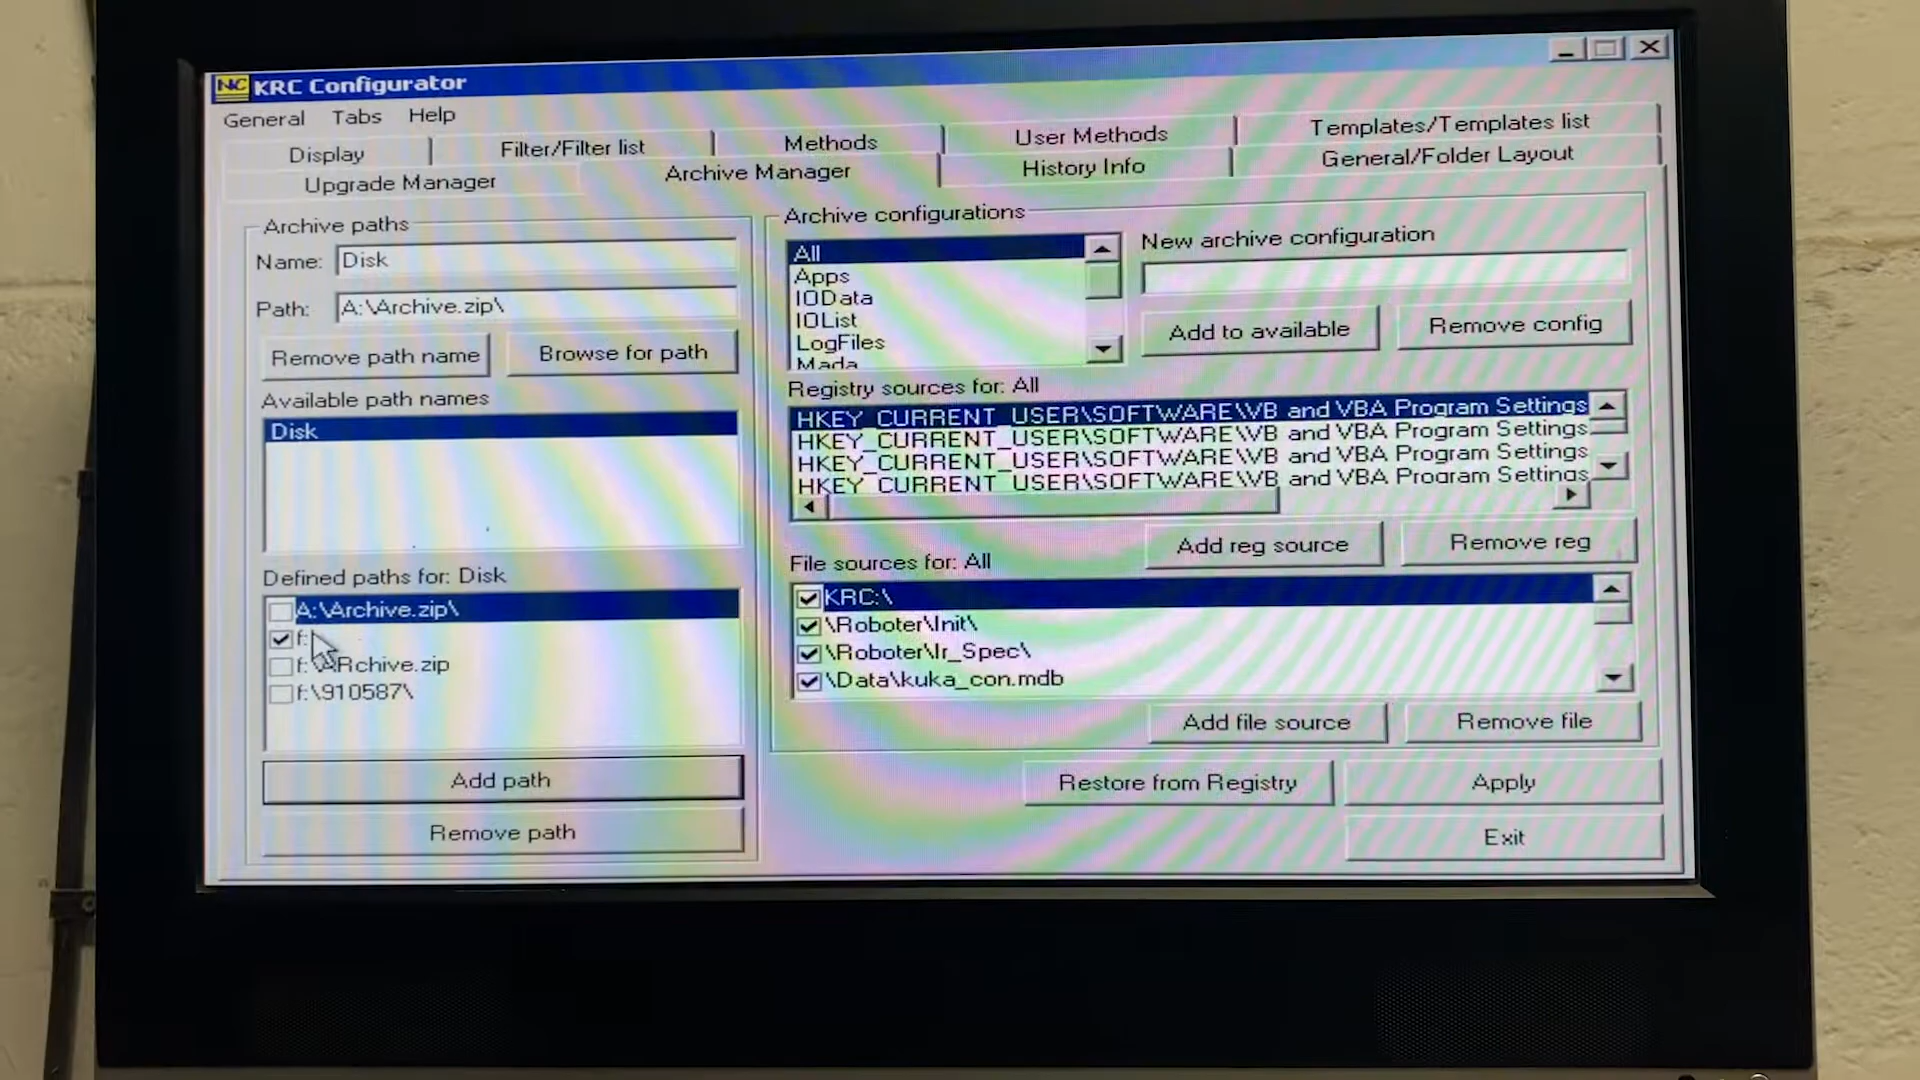 NC KRC Configurator
General Tabs Help
Display Filter/Filter list Methods User Methods Templates/Templates list
Upgrade Manager Archive Manager History Info General/Folder Layout
Archive paths
Name: Disk
Path: A:\Archive.zip\
Remove path name Browse for path
Available path names
Disk
Defined paths for: Disk
A:\Archive.zip\
f:
f:\ARchive.zip
f:\910587\
Add path
Remove path
Archive configurations
All
Apps
IOData
IOList
LogFiles
Mada
New archive configuration
Add to available Remove config
Registry sources for: All
HKEY_CURRENT_USER\SOFTWARE\VB and VBA Program Settings
HKEY_CURRENT_USER\SOFTWARE\VB and VBA Program Settings
HKEY_CURRENT_USER\SOFTWARE\VB and VBA Program Settings
HKEY_CURRENT_USER\SOFTWARE\VB and VBA Program Settings
Add reg source Remove reg
File sources for: All
KRC:\
\Roboter\Init\
\Roboter\Ir_Spec\
\Data\kuka_con.mdb
Add file source Remove file
Restore from Registry Apply
Exit